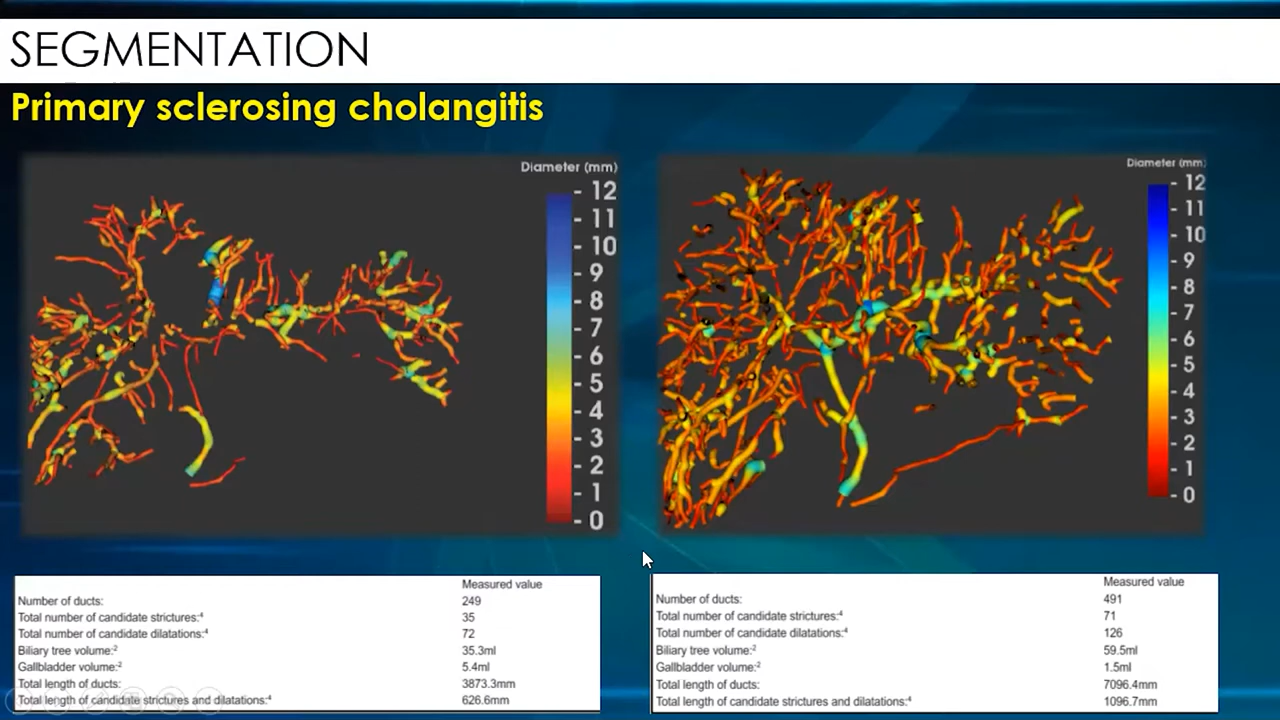 SEGMENTATION
Primary sclerosing cholangitis
Diameter (mm)
12
11
10
9
8
7
6
5
4
3
2
1
0
Diameter (mm)
12
11
10
9
8
7
6
5
4
3
2
1
0
Measured value
Number of ducts: 249
Total number of candidate strictures:⁴ 35
Total number of candidate dilatations:⁴ 72
Biliary tree volume:² 35.3ml
Gallbladder volume:² 5.4ml
Total length of ducts: 3873.3mm
Total length of candidate strictures and dilatations:⁴ 626.6mm
Measured value
Number of ducts: 491
Total number of candidate strictures:⁴ 71
Total number of candidate dilatations:⁴ 126
Biliary tree volume:² 59.5ml
Gallbladder volume:² 1.5ml
Total length of ducts: 7096.4mm
Total length of candidate strictures and dilatations:⁴ 1096.7mm